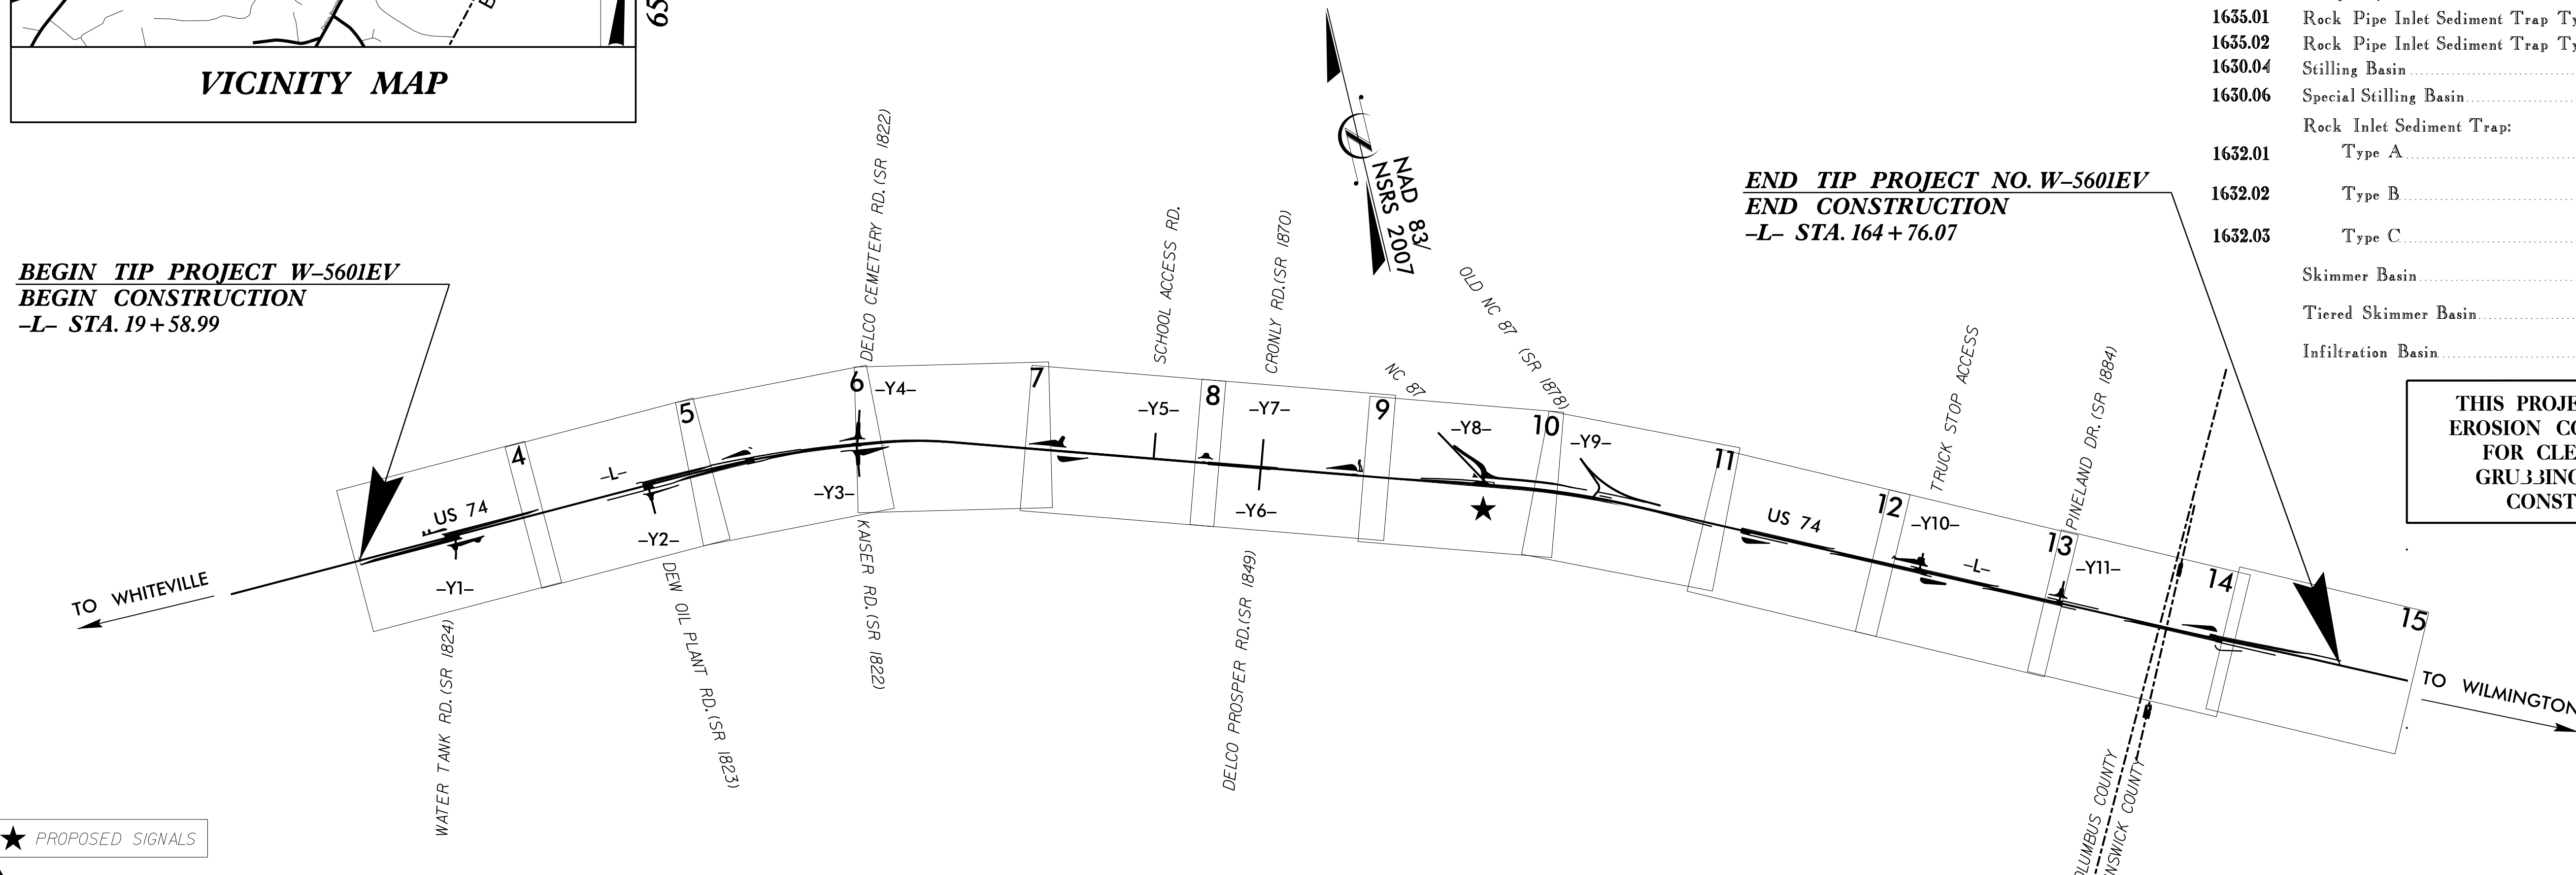 VICINITY MAP
65
1635.01 Rock Pipe Inlet Sediment Trap
1635.02 Rock Pipe Inlet Sediment Trap
1630.04 Stilling Basin
1630.06 Special Stilling Basin
Rock Inlet Sediment Trap:
1632.01 Type A
1632.02 Type B
1632.03 Type C
Skimmer Basin
Tiered Skimmer Basin
Infiltration Basin
THIS
EROSION
FOR
CONST
NAD 83/
NSRS 2007
BEGIN TIP PROJECT W-5601EV
BEGIN CONSTRUCTION
-L- STA. 19+58.99
END TIP PROJECT NO. W-5601EV
END CONSTRUCTION
-L- STA. 164+76.07
DELCO CEMETERY RD. (SR 1822)
SCHOOL ACCESS RD.
CRONLY RD. (SR 1870)
NC 87
OLD NC 87 (SR 1878)
TRUCK STOP ACCESS
PINELAND DR. (SR 1884)
4
5
6
7
8
9
10
11
12
13
14
15
-Y4-
-Y5-
-Y7-
-Y8-
-Y9-
-L-
US 74
-Y1-
-Y2-
-Y3-
-Y6-
US 74
-Y10-
-L-
-Y11-
TO WHITEVILLE
TO WILMINGTON
WATER TANK RD. (SR 1824)
DEW OIL PLANT RD. (SR 1823)
KAISER RD. (SR 1822)
DELCO PROSPER RD. (SR 1849)
OLUMBUS COUNTY
NSWICK COUNTY
★ PROPOSED SIGNALS